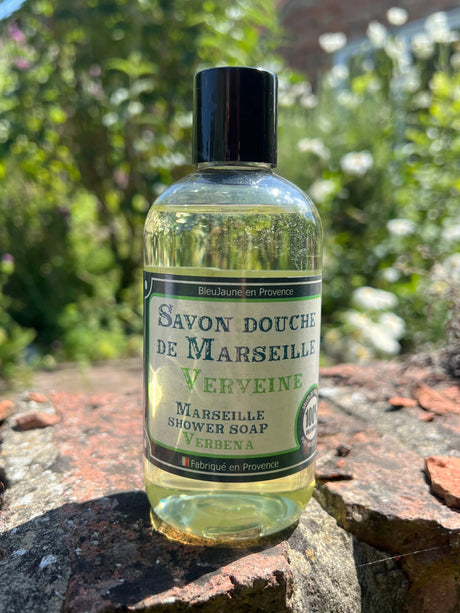 BleuJaune en Provence
SAVON DOUCHE
DE MARSEILLE
VERVEINE
MARSEILLE
SHOWER SOAP
VERBENA
Fabriqué en Provence